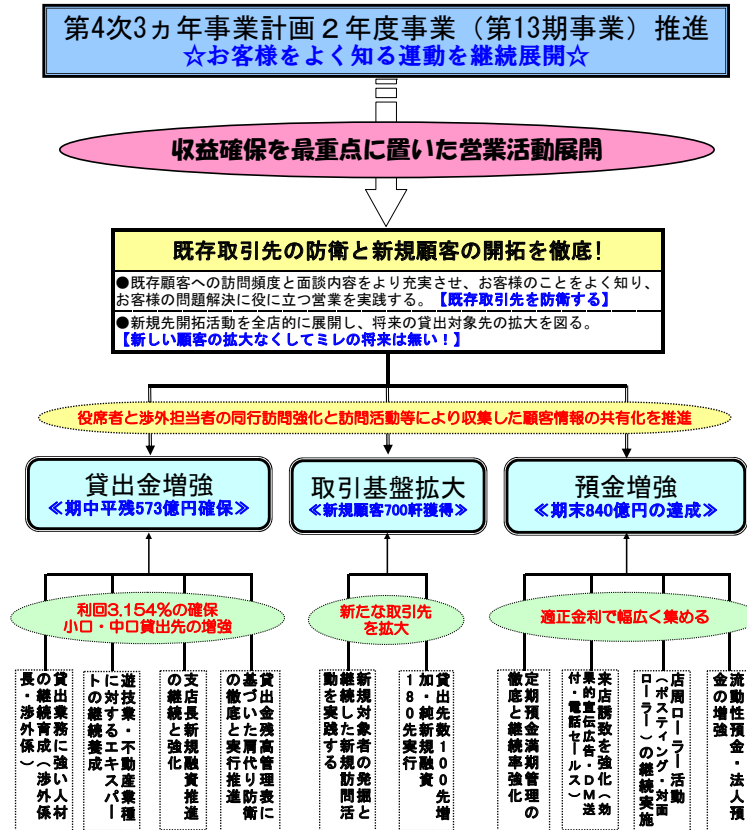 第4次3ヵ年事業計画２年度事業（第13期事業）推進
☆お客様をよく知る運動を継続展開☆
収益確保を最重点に置いた営業活動展開
既存取引先の防衛と新規顧客の開拓を徹底！
●既存顧客への訪問頻度と面談内容をより充実させ、お客様のことをよく知り、
お客様の問題解決に役に立つ営業を実践する。【既存取引先を防衛する】
●新規先開拓活動を全店的に展開し、将来の貸出対象先の拡大を図る。
【新しい顧客の拡大なくしてミレの将来は無い！】
役席者と渉外担当者の同行訪問強化と訪問活動等により収集した顧客情報の共有化を推進
貸出金増強
≪期中平残573億円確保≫
取引基盤拡大
≪新規顧客700軒獲得≫
預金増強
≪期末840億円の達成≫
利回3.154%の確保
小口・中口貸出先の増強
新たな取引先
を拡大
適正金利で幅広く集める
貸出業務に強い人材
の継続育成（渉外係
長・渉外係）
遊技業・不動産業種
に対するエキスパー
トの継続養成
支店長新規融資推進
の継続と強化
貸出金残高管理表に
基づいた肩代り防衛
の徹底と実行推進
新規対象者の発掘と
継続した新規訪問活
動を実践する
貸出先数１００先増
加・純新規融資
１８０先実行
定期預金満期管理の
徹底と継続率強化
来店誘致を強化（効
果的宣伝広告・ＤＭ送
付・電話セールス）
店周ローラー活動
（ポスティング・対面
ローラー）の継続実施
流動性預金・法人預
金の増強